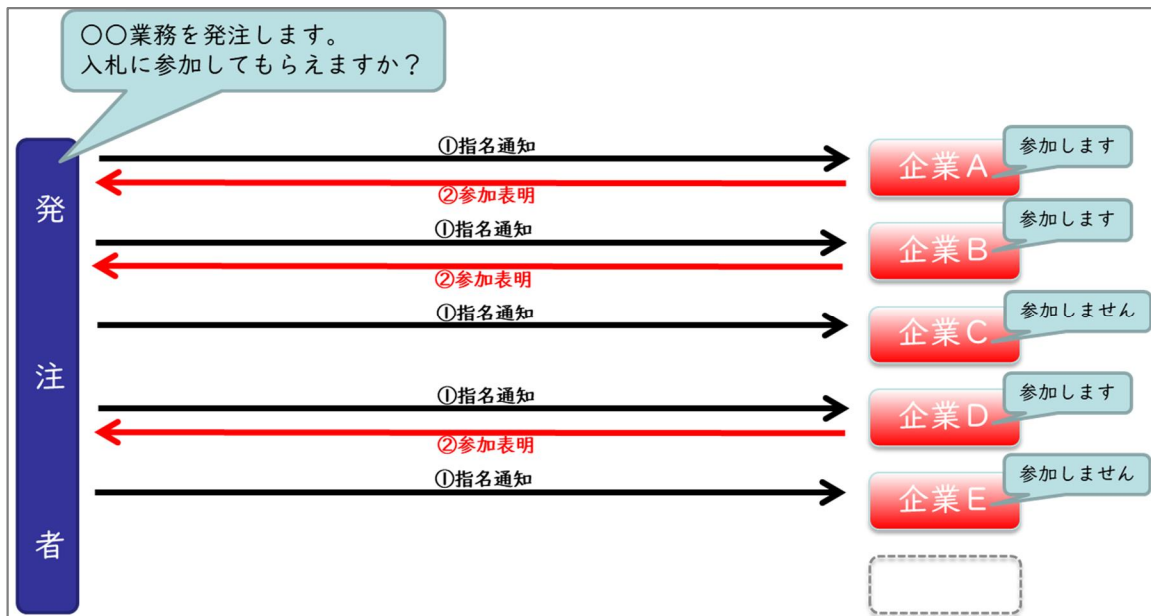 ○○業務を発注します。
入札に参加してもらえますか?
発注者
①指名通知
②参加表明
企業A
参加します
①指名通知
②参加表明
企業B
参加します
①指名通知
企業C
参加しません
①指名通知
②参加表明
企業D
参加します
①指名通知
企業E
参加しません